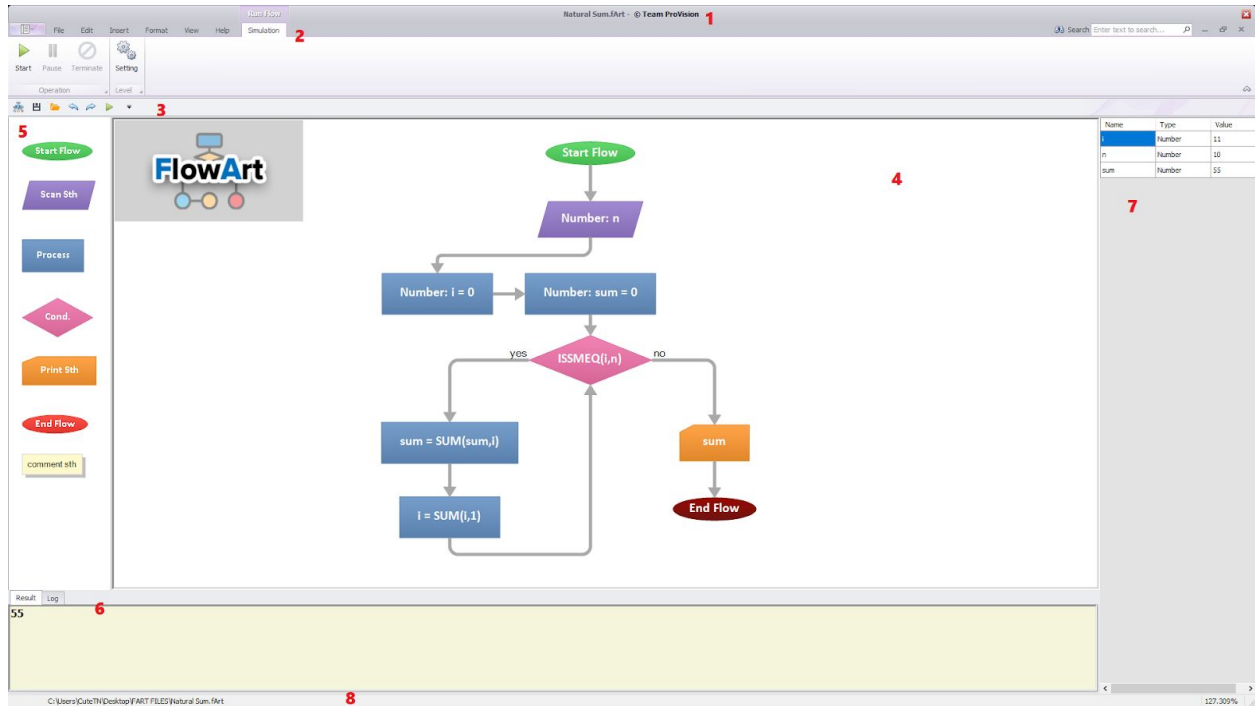 Run Flow
Natural Sum.fArt - © Team ProVision 1
File Edit Insert Format View Help Simulation 2
Search Enter text to search...
Start Pause Terminate Setting
Operation Level
3
5
Start Flow
Scan Sth
Process
Cond.
Print Sth
End Flow
comment sth
FlowArt
4
Start Flow
Number: n
Number: i = 0
Number: sum = 0
yes
ISSMEQ(i,n)
no
sum = SUM(sum,i)
sum
i = SUM(i,1)
End Flow
Name Type Value
i Number 11
n Number 10
sum Number 55
7
Result Log
6
55
C:\Users\CuteTN\Desktop\FART FILES\Natural Sum.fArt
8
127.309%